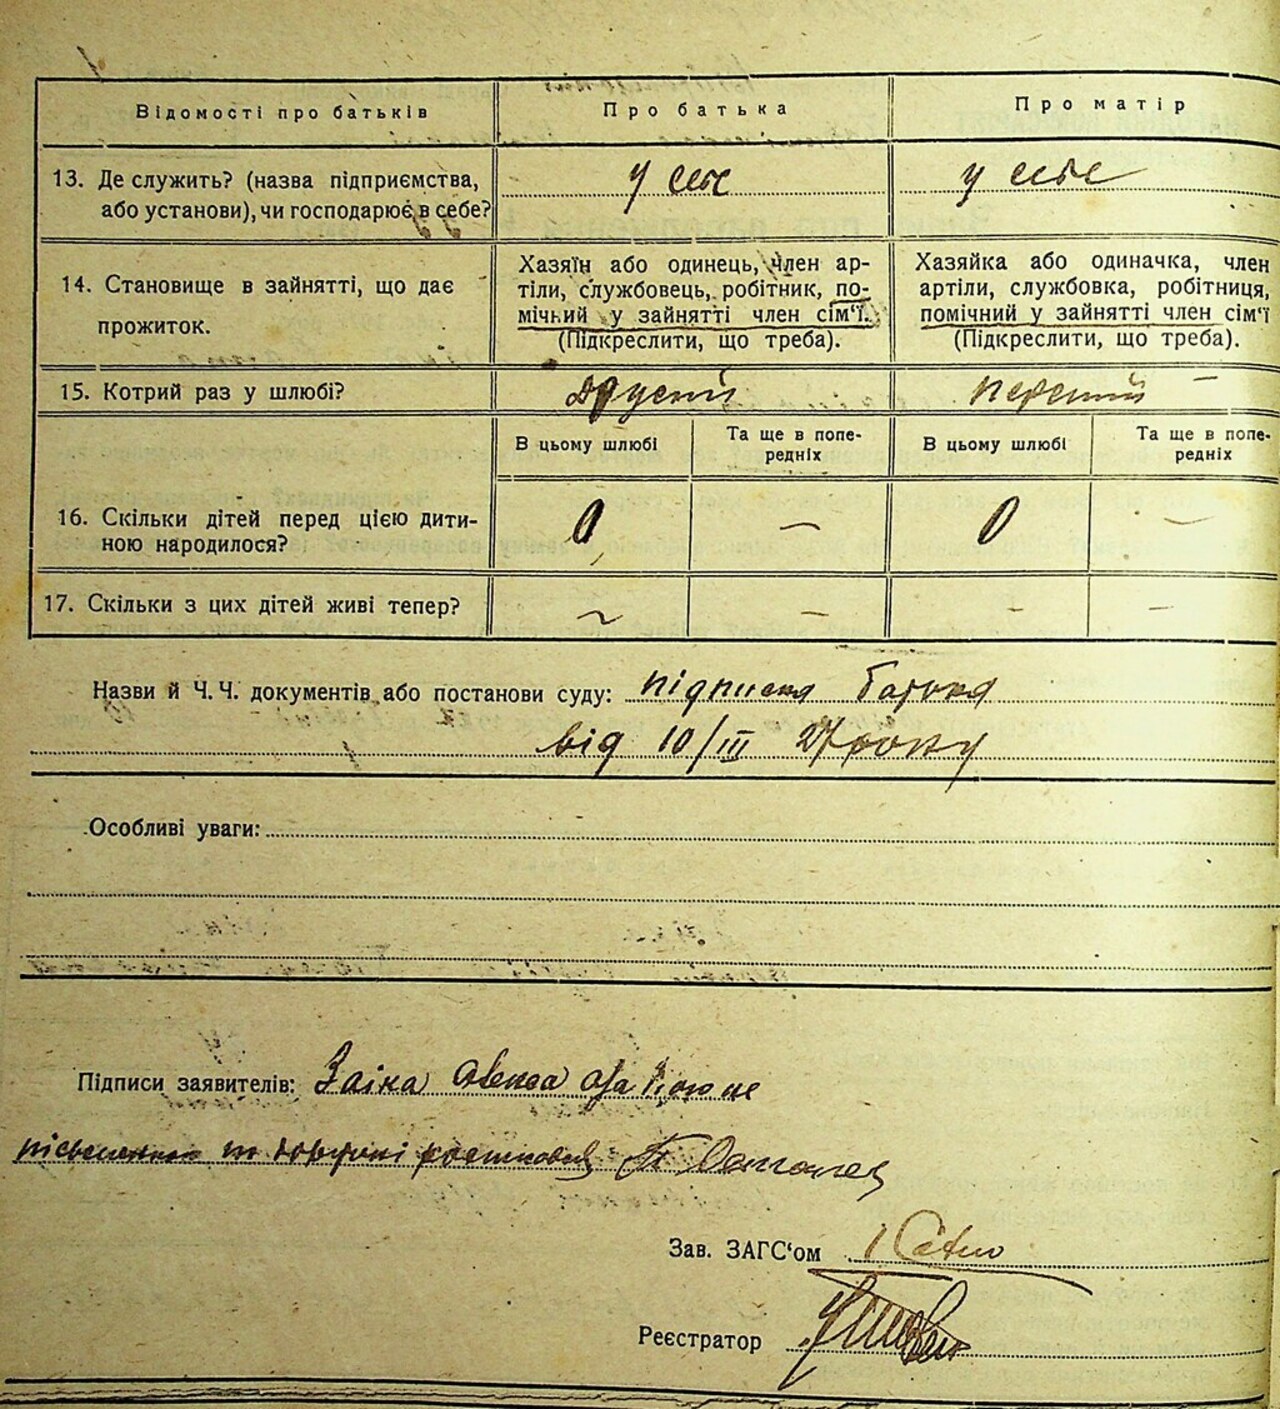 Відомості про батьків
Про батька
Про матір
13. Де служить? (назва підприємства,
або установи), чи господарює в себе?
у себе
у себе
14. Становище в зайнятті, що дає
прожиток.
Хазяїн або одинець, член ар-
тіли, службовець, робітник, по-
мічний у зайнятті член сім'ї.
(Підкреслити, що треба).
Хазяйка або одиначка, член
артіли, службовка, робітниця,
помічний у зайнятті член сім'ї
(Підкреслити, що треба).
15. Котрий раз у шлюбі?
другий
перший —
В цьому шлюбі
Та ще в попе-
редніх
В цьому шлюбі
Та ще в попе-
редніх
16. Скільки дітей перед цією дити-
ною народилося?
0
—
0
—
17. Скільки з цих дітей живі тепер?
~
–
-
–
Назви й Ч. Ч. документів або постанови суду: підписка батька
від 10/III 27 року
Особливі уваги:
Підписи заявителів: Заіка
Зав. ЗАГС'ом
Реєстратор